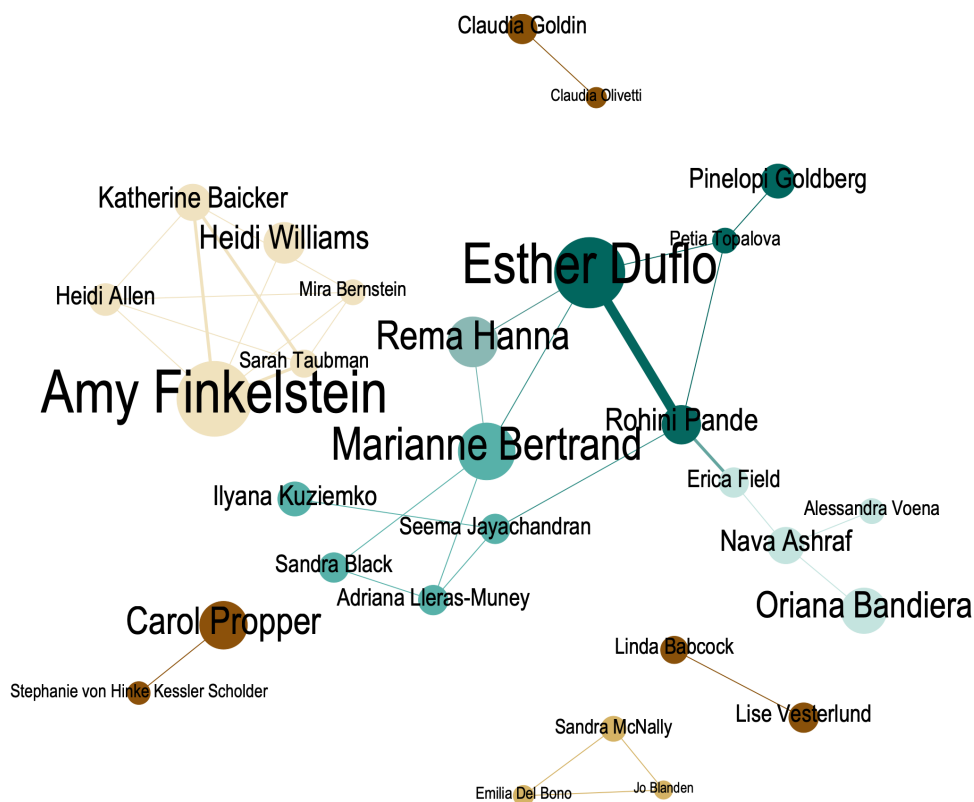 Claudia Goldin
Claudia Olivetti
Pinelopi Goldberg
Katherine Baicker
Heidi Williams
Petia Topalova
Esther Duflo
Mira Bernstein
Heidi Allen
Rema Hanna
Sarah Taubman
Amy Finkelstein
Rohini Pande
Marianne Bertrand
Erica Field
Ilyana Kuziemko
Alessandra Voena
Seema Jayachandran
Nava Ashraf
Sandra Black
Adriana Lleras-Muney
Oriana Bandiera
Carol Propper
Linda Babcock
Stephanie von Hinke Kessler Scholder
Lise Vesterlund
Sandra McNally
Jo Blanden
Emilia Del Bono